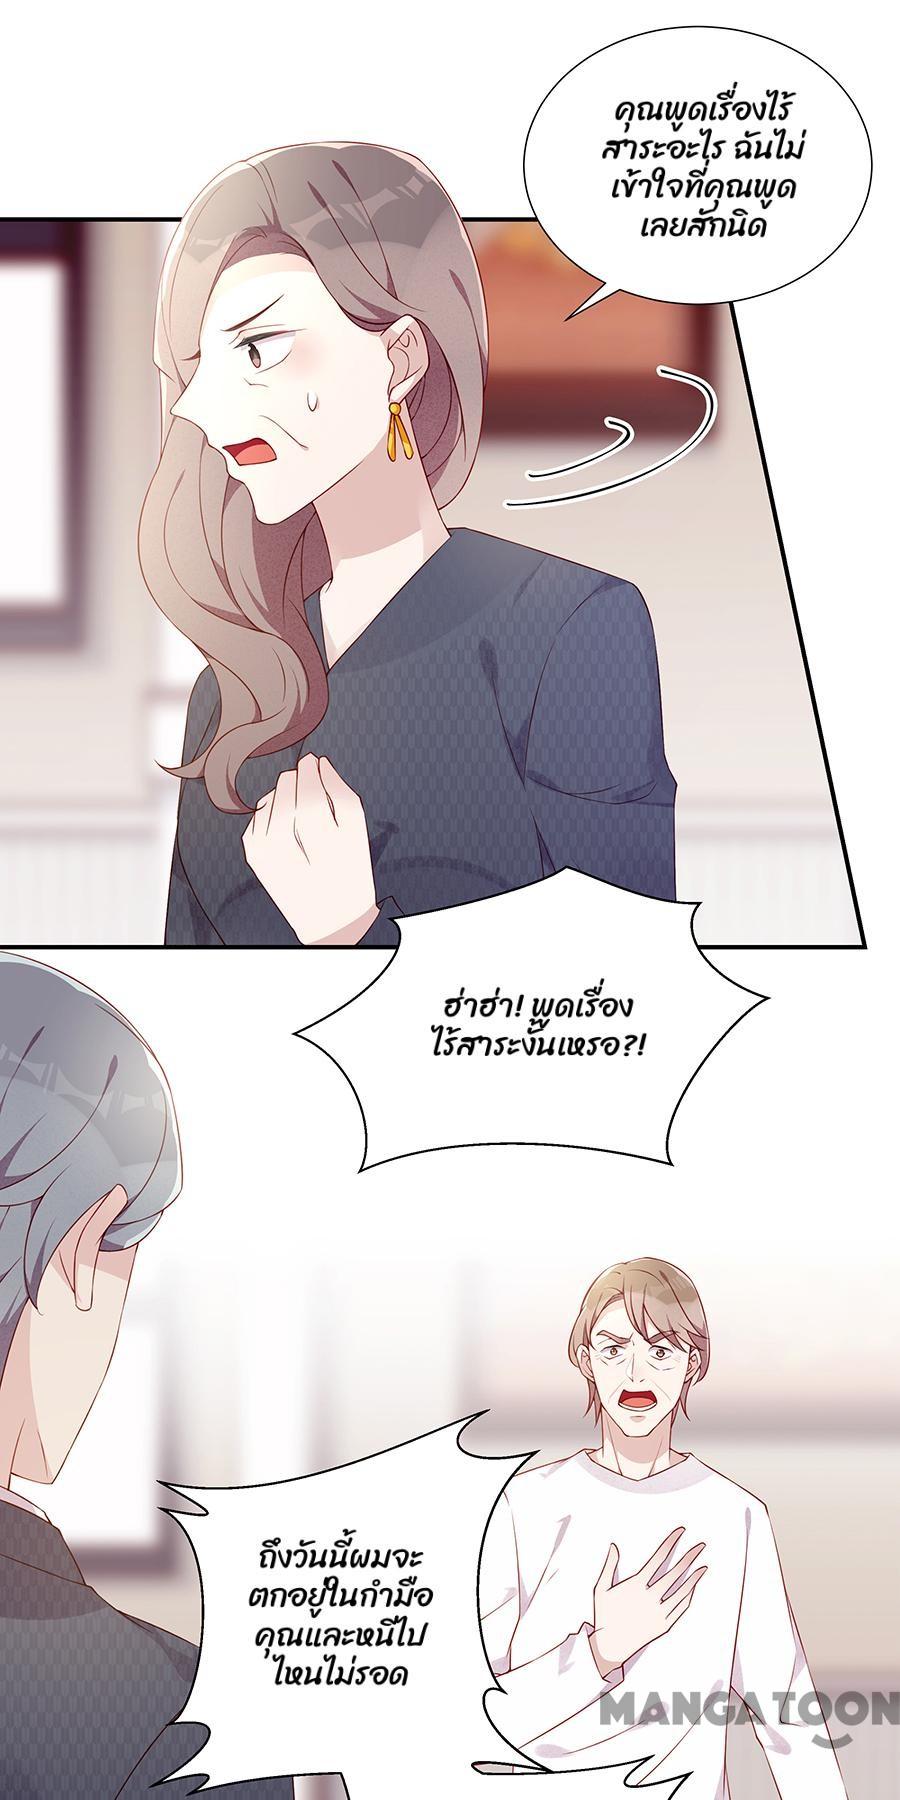 คุณพูดเรื่องไร้
สาระอะไร ฉันไม่
เข้าใจที่คุณพูด
เลยสักนิด
ฮ่าฮ่า! พูดเรื่อง
ไร้สาระงั้นเหรอ?!
ถึงวันนี้ผมจะ
ตกอยู่ในกำมือ
คุณและหนีไป
ไหนไม่รอด
MANGATOON